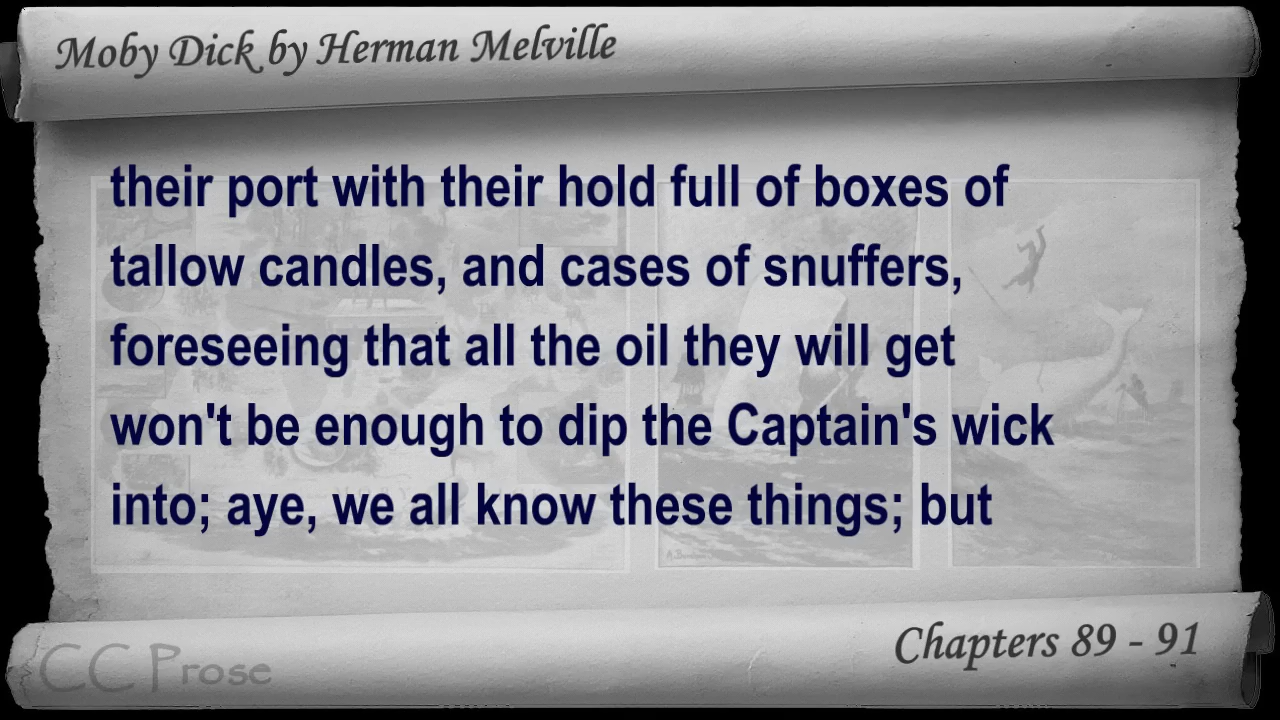 Moby Dick by Herman Melville
their port with their hold full of boxes of
tallow candles, and cases of snuffers,
foreseeing that all the oil they will get
won't be enough to dip the Captain's wick
into; aye, we all know these things; but
Chapters 89 - 91
CC Prose